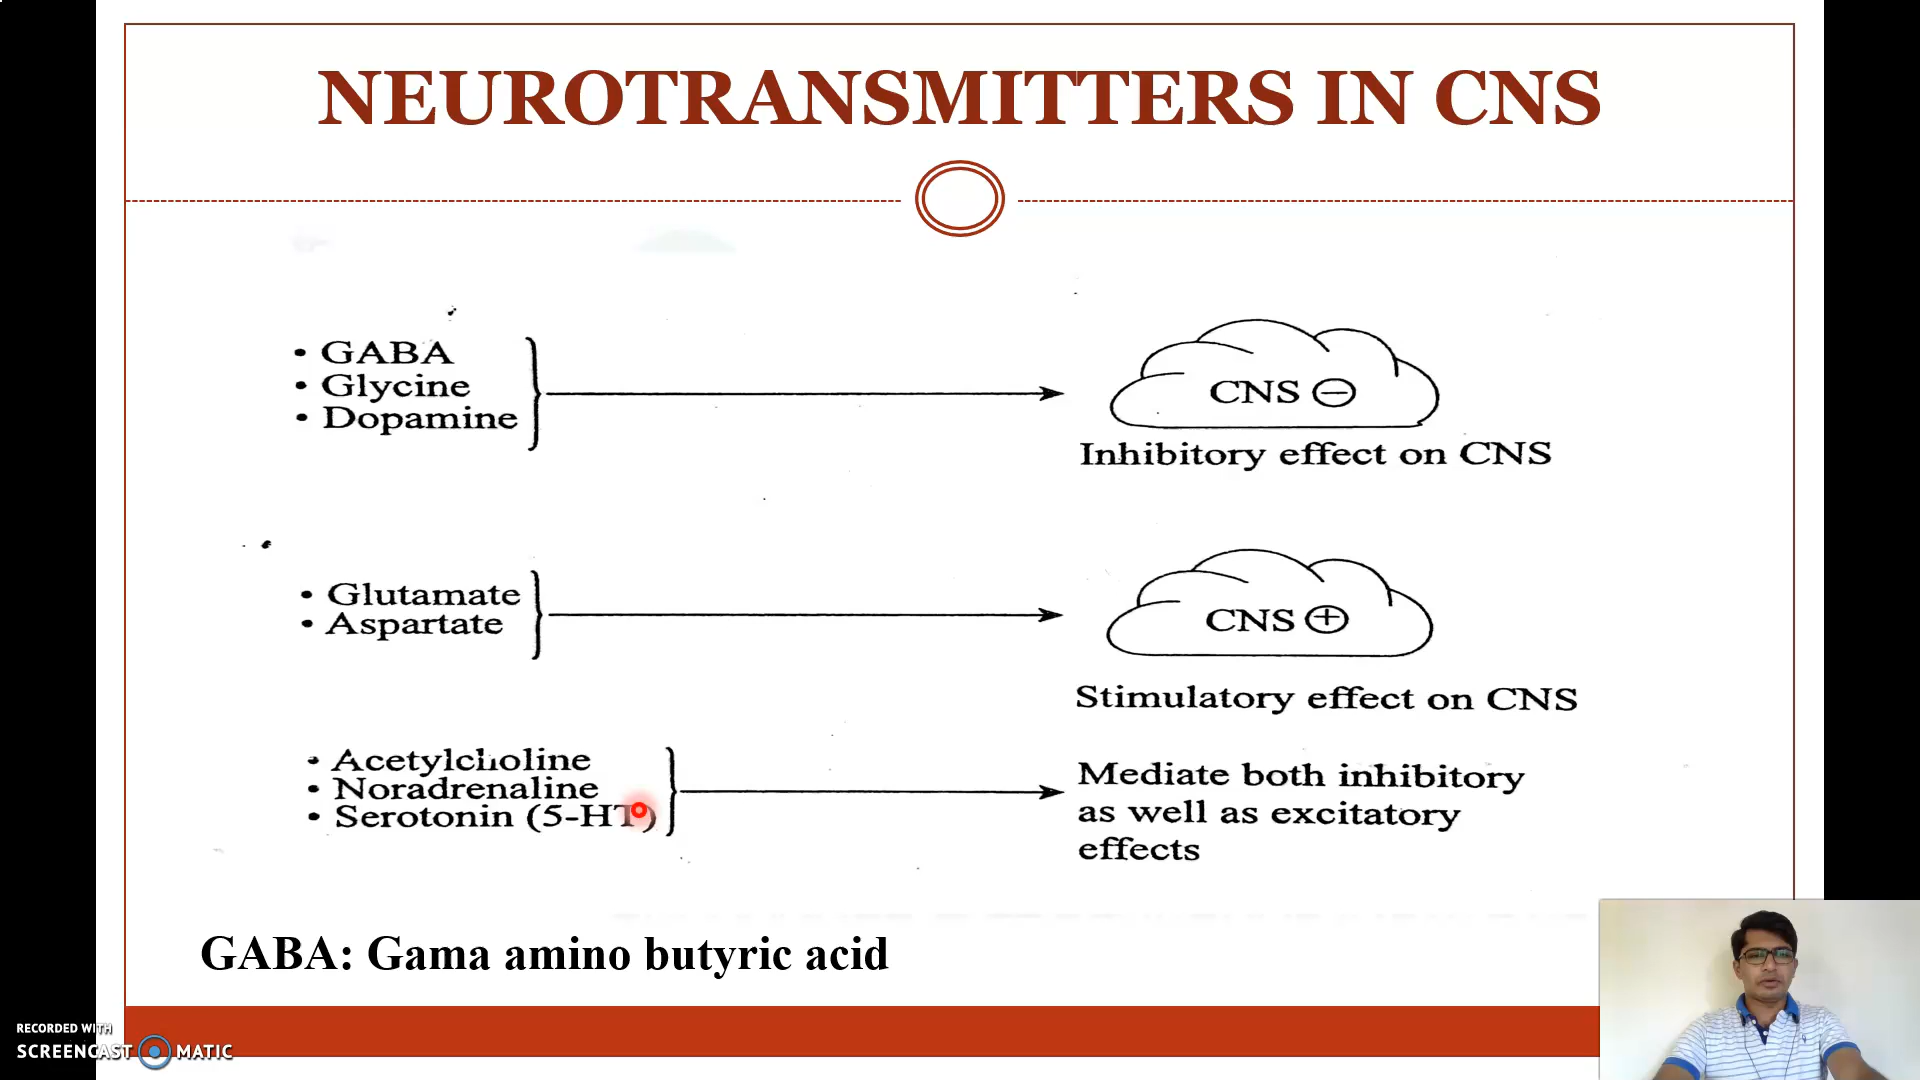 NEUROTRANSMITTERS IN CNS
• GABA
• Glycine
• Dopamine
CNS ⊖
Inhibitory effect on CNS
• Glutamate
• Aspartate
CNS ⊕
Stimulatory effect on CNS
• Acetylcholine
• Noradrenaline
• Serotonin (5-HT)
Mediate both inhibitory
as well as excitatory
effects
GABA: Gama amino butyric acid
RECORDED WITH
SCREENCAST MATIC